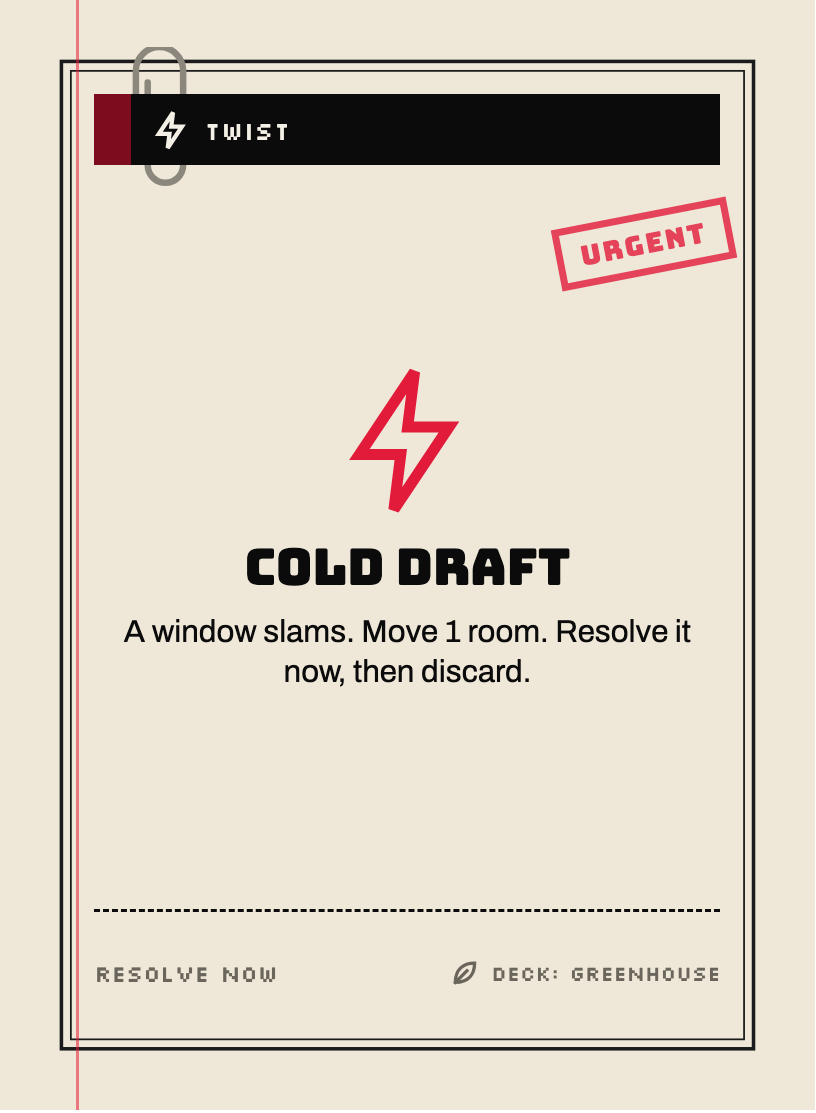 TWIST
URGENT
COLD DRAFT
A window slams. Move 1 room. Resolve it
now, then discard.
RESOLVE NOW
DECK: GREENHOUSE